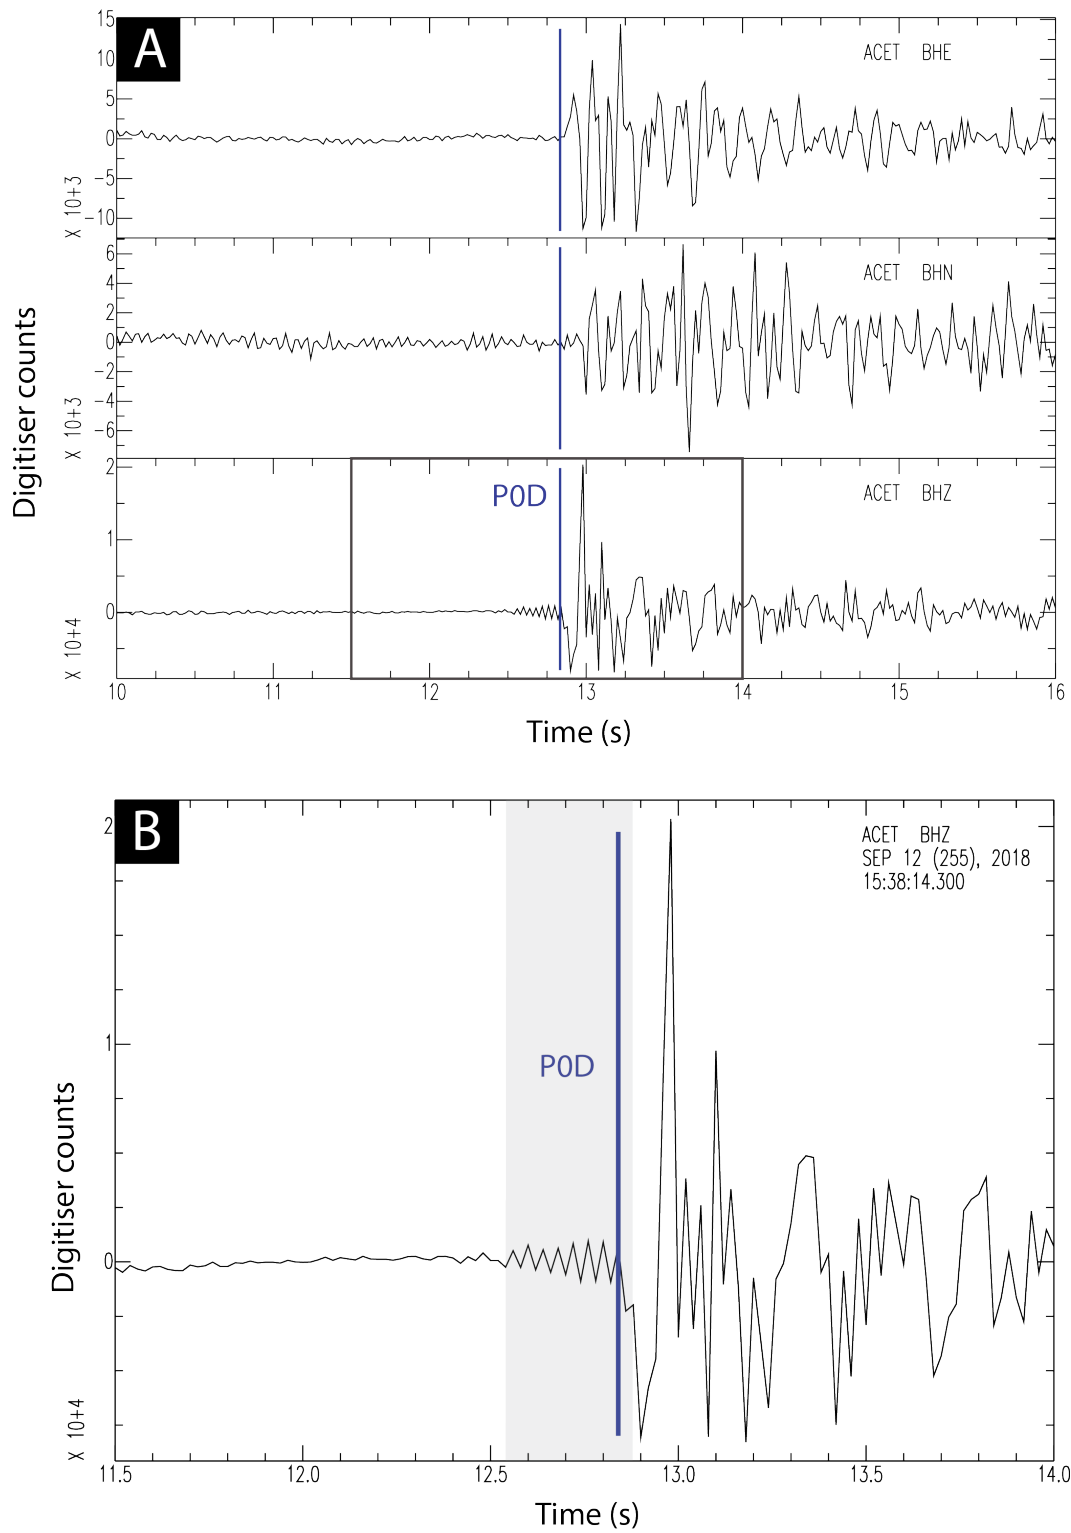 A
ACET BHE
15
10
5
0
-5
-10
X 10+3
ACET BHN
6
4
2
0
-2
-4
-6
X 10+3
Digitiser counts
P0D
ACET BHZ
2
1
0
X 10+4
10 11 12 13 14 15 16
Time (s)
B
ACET BHZ
SEP 12 (255), 2018
15:38:14.300
2
1
0
P0D
Digitiser counts
X 10+4
11.5 12.0 12.5 13.0 13.5 14.0
Time (s)